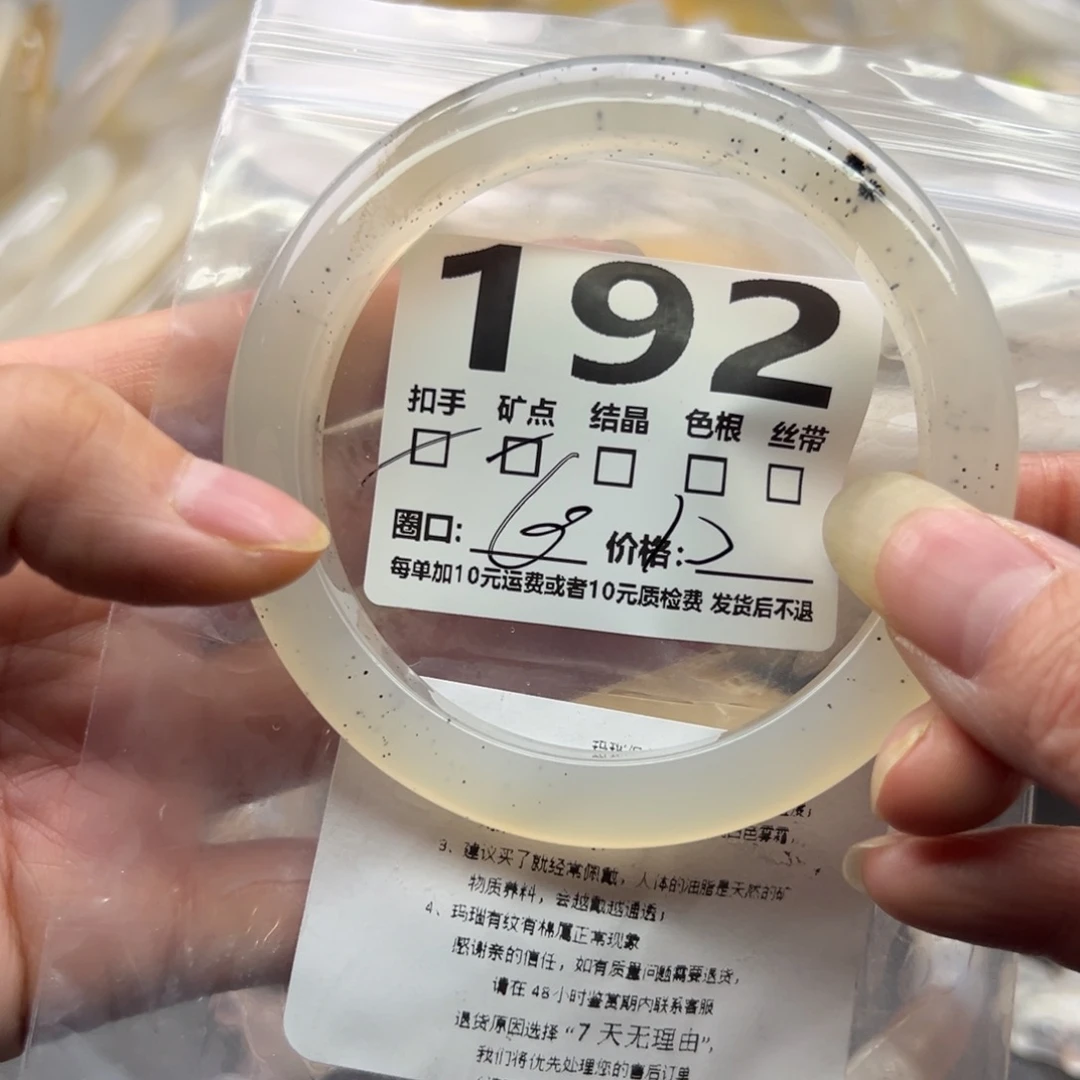 192
扣手 矿点 结晶 色根 丝带
圈口: 价格:
每单加10元运费或者10元质检费 发货后不退
白色雾霜,
3、建议买了就经常佩戴,人体的油脂是天然的矿
物质养料,会越戴越通透;
4、玛瑙有纹有棉属正常现象
感谢亲的信任,如有质量问题需要退货,
请在48小时鉴赏期内联系客服
退货原因选择“7天无理由”,
我们将优先处理您的售后订单